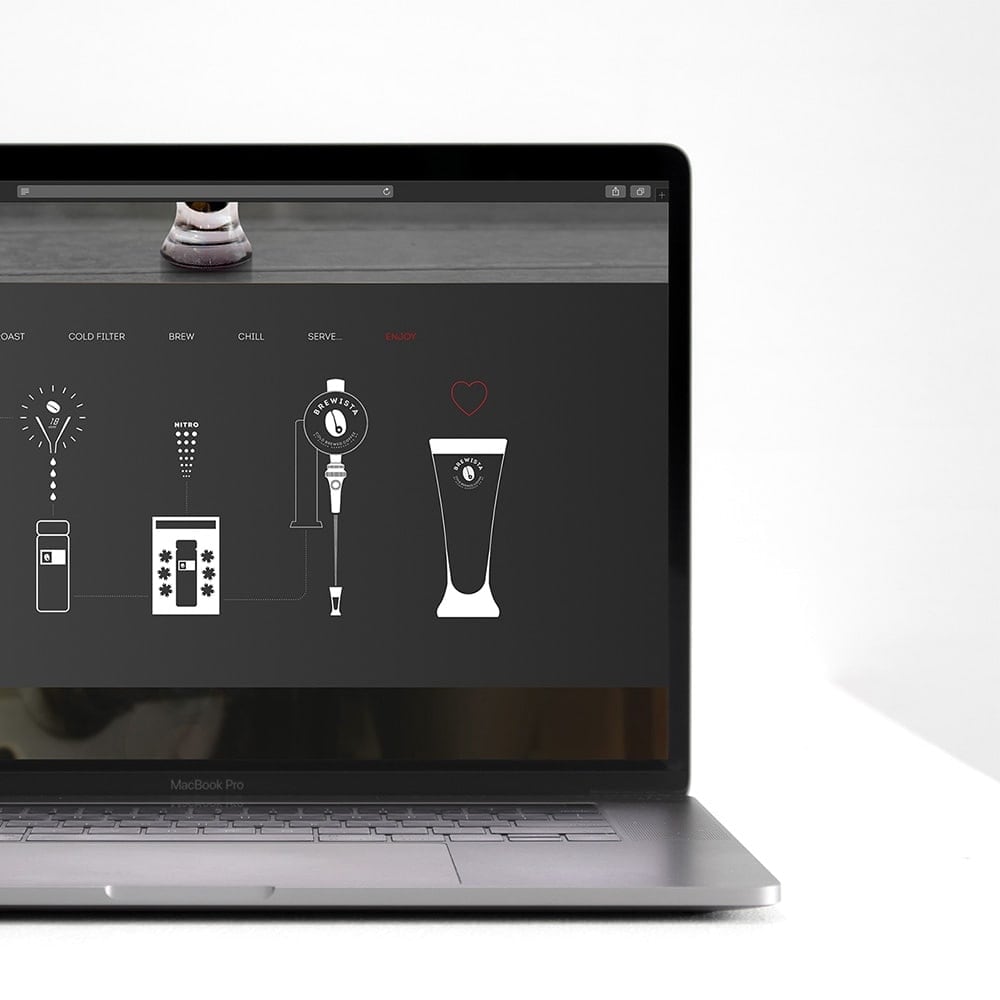 OAST COLD FILTER BREW CHILL SERVE... ENJOY
18
NITRO
BREWISTA
COLD BREWED COFFEE
BREWISTA
COLD BREWED COFFEE
MacBook Pro